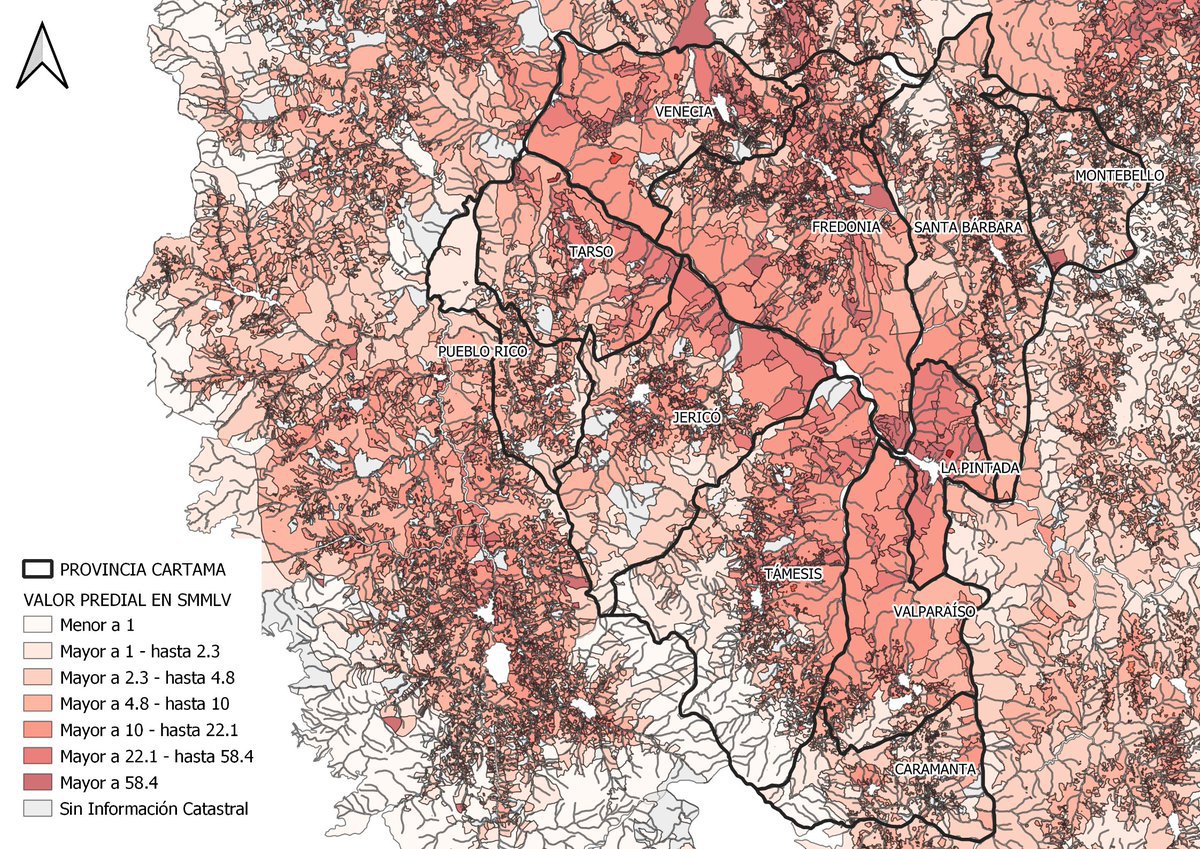 VENECIA
MONTEBELLO
FREDONIA
SANTA BÁRBARA
TARSO
PUEBLO RICO
JERICÓ
LA PINTADA
TÁMESIS
VALPARAÍSO
CARAMANTA
PROVINCIA CARTAMA
VALOR PREDIAL EN SMMLV
Menor a 1
Mayor a 1 - hasta 2.3
Mayor a 2.3 - hasta 4.8
Mayor a 4.8 - hasta 10
Mayor a 10 - hasta 22.1
Mayor a 22.1 - hasta 58.4
Mayor a 58.4
Sin Información Catastral